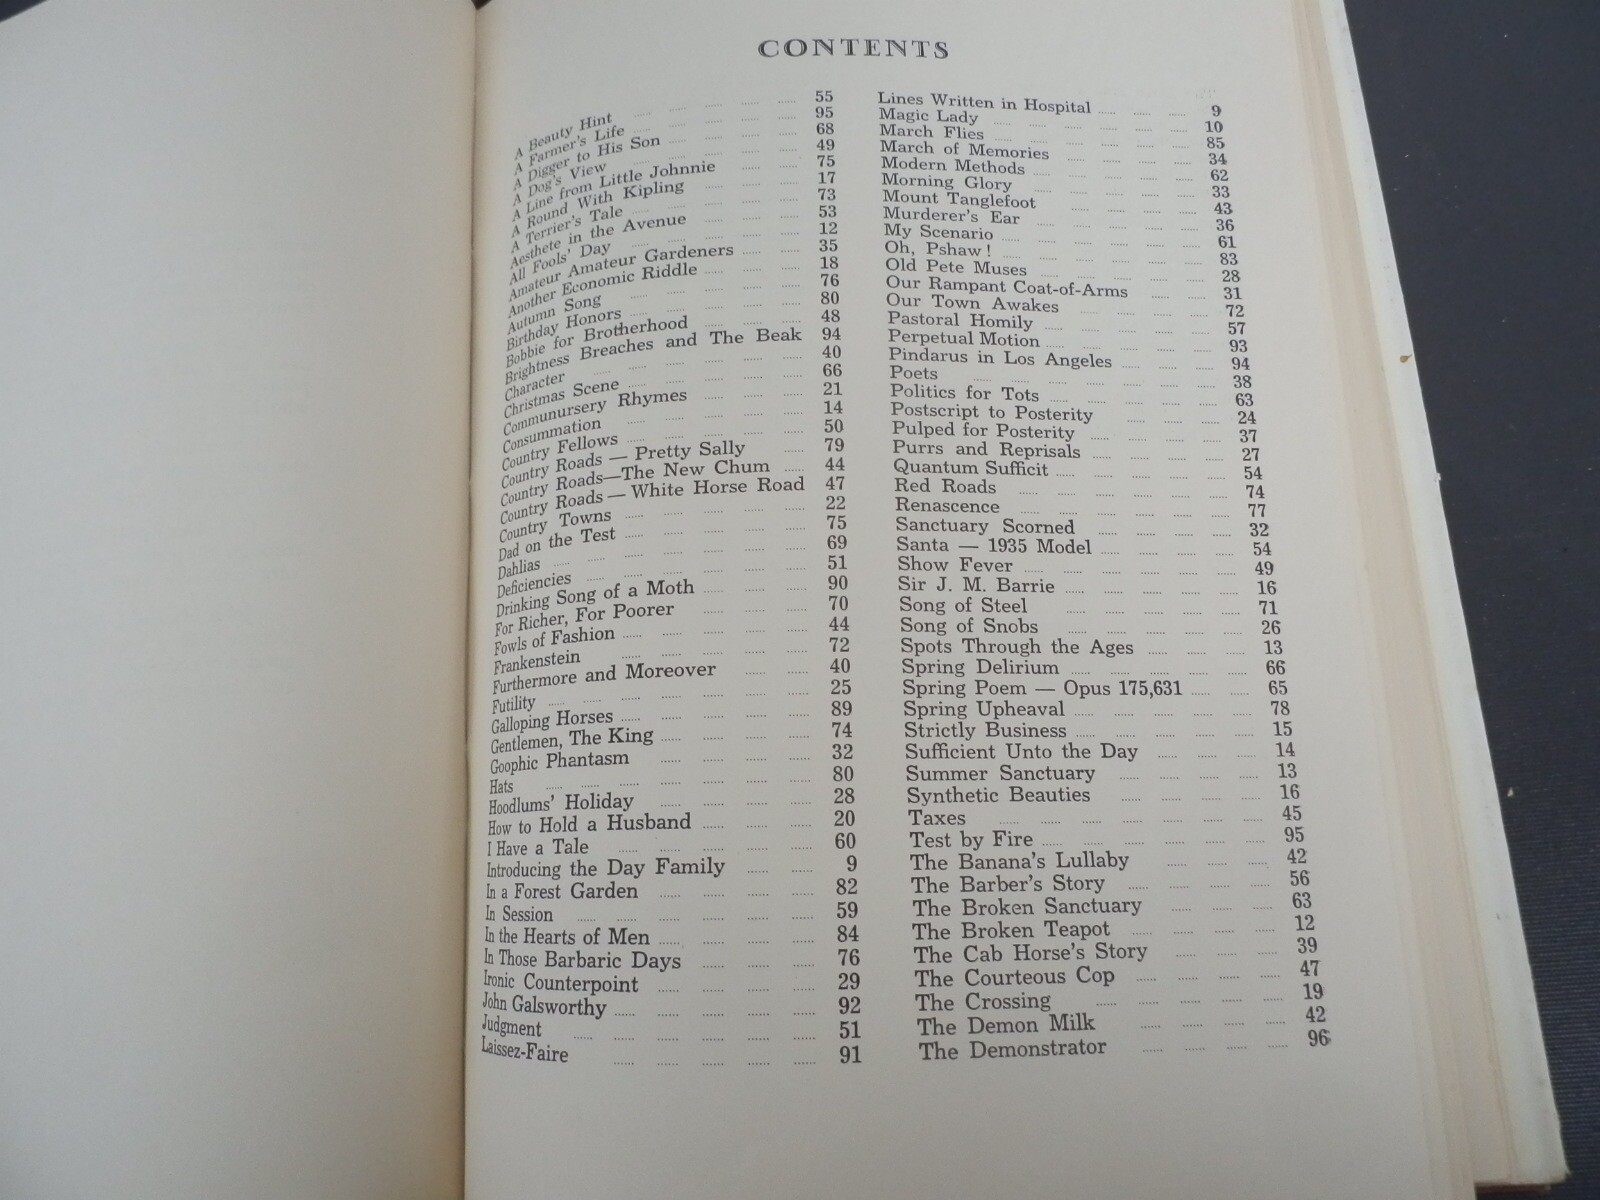 CONTENTS
A Beauty Hint ...... 55
A Farmer's Life ...... 95
A Digger to His Son ...... 68
A Dog's View ...... 49
A Line from Little Johnnie ...... 75
A Round With Kipling ...... 17
A Terrier's Tale ...... 73
Aesthete in the Avenue ...... 53
All Fools' Day ...... 12
Amateur Amateur Gardeners ...... 35
Another Economic Riddle ...... 18
Autumn Song ...... 76
Birthday Honors ...... 80
Bobbie for Brotherhood ...... 48
Brightness Breaches and The Beak 94
Character ...... 40
Christmas Scene ...... 66
Communursery Rhymes ...... 21
Consummation ...... 14
Country Fellows ...... 50
Country Roads — Pretty Sally ...... 79
Country Roads—The New Chum ...... 44
Country Roads — White Horse Road 47
Country Towns ...... 22
Dad on the Test ...... 75
Dahlias ...... 69
Deficiencies ...... 51
Drinking Song of a Moth ...... 90
For Richer, For Poorer ...... 70
Fowls of Fashion ...... 44
Frankenstein ...... 72
Furthermore and Moreover ...... 40
Futility ...... 25
Galloping Horses ...... 89
Gentlemen, The King ...... 74
Goophic Phantasm ...... 32
Hats ...... 80
Hoodlums' Holiday ...... 28
How to Hold a Husband ...... 20
I Have a Tale ...... 60
Introducing the Day Family ...... 9
In a Forest Garden ...... 82
In Session ...... 59
In the Hearts of Men ...... 84
In Those Barbaric Days ...... 76
Ironic Counterpoint ...... 29
John Galsworthy ...... 92
Judgment ...... 51
Laissez-Faire ...... 91
Lines Written in Hospital ...... 9
Magic Lady ...... 10
March Flies ...... 85
March of Memories ...... 34
Modern Methods ...... 62
Morning Glory ...... 33
Mount Tanglefoot ...... 43
Murderer's Ear ...... 36
My Scenario ...... 61
Oh, Pshaw! ...... 83
Old Pete Muses ...... 28
Our Rampant Coat-of-Arms ...... 31
Our Town Awakes ...... 72
Pastoral Homily ...... 57
Perpetual Motion ...... 93
Pindarus in Los Angeles ...... 94
Poets ...... 38
Politics for Tots ...... 63
Postscript to Posterity ...... 24
Pulped for Posterity ...... 37
Purrs and Reprisals ...... 27
Quantum Sufficit ...... 54
Red Roads ...... 74
Renascence ...... 77
Sanctuary Scorned ...... 32
Santa — 1935 Model ...... 54
Show Fever ...... 49
Sir J. M. Barrie ...... 16
Song of Steel ...... 71
Song of Snobs ...... 26
Spots Through the Ages ...... 13
Spring Delirium ...... 66
Spring Poem — Opus 175,631 ...... 65
Spring Upheaval ...... 78
Strictly Business ...... 15
Sufficient Unto the Day ...... 14
Summer Sanctuary ...... 13
Synthetic Beauties ...... 16
Taxes ...... 45
Test by Fire ...... 95
The Banana's Lullaby ...... 42
The Barber's Story ...... 56
The Broken Sanctuary ...... 63
The Broken Teapot ...... 12
The Cab Horse's Story ...... 39
The Courteous Cop ...... 47
The Crossing ...... 19
The Demon Milk ...... 42
The Demonstrator ...... 96